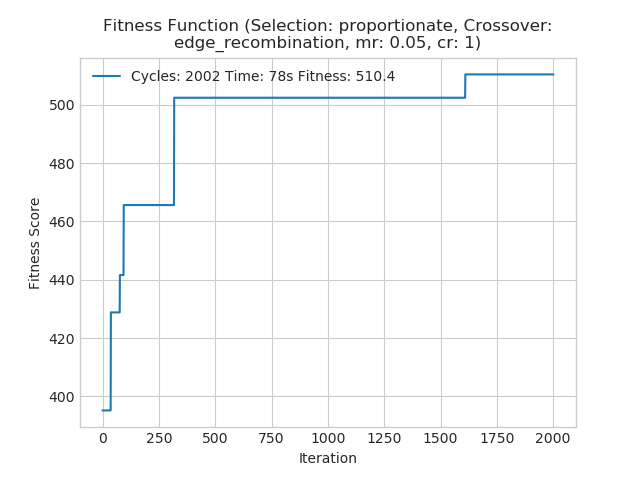 Fitness Function (Selection: proportionate, Crossover:
edge_recombination, mr: 0.05, cr: 1)
Cycles: 2002 Time: 78s Fitness: 510.4
Fitness Score
500
480
460
440
420
400
0 250 500 750 1000 1250 1500 1750 2000
Iteration